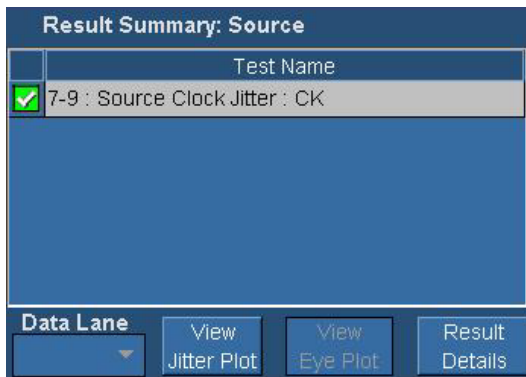 Result Summary: Source
Test Name
7-9 : Source Clock Jitter : CK
Data Lane
View
Jitter Plot
View
Eye Plot
Result
Details